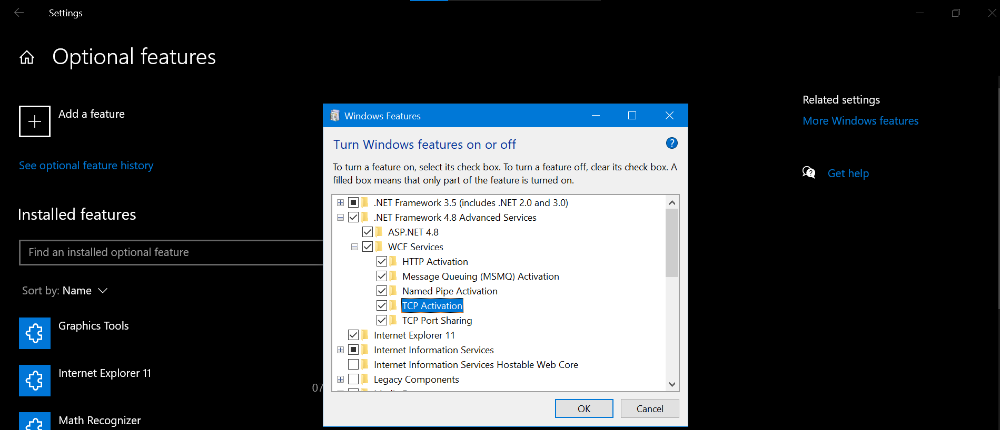 Settings
Optional features
Add a feature
See optional feature history
Installed features
Find an installed optional feature
Sort by: Name
Graphics Tools
Internet Explorer 11
07
Math Recognizer
Windows Features
Turn Windows features on or off
?
To turn a feature on, select its check box. To turn a feature off, clear its check box. A
filled box means that only part of the feature is turned on.
.NET Framework 3.5 (includes .NET 2.0 and 3.0)
.NET Framework 4.8 Advanced Services
ASP.NET 4.8
WCF Services
HTTP Activation
Message Queuing (MSMQ) Activation
Named Pipe Activation
TCP Activation
TCP Port Sharing
Internet Explorer 11
Internet Information Services
Internet Information Services Hostable Web Core
Legacy Components
OK
Cancel
Related settings
More Windows features
Get help